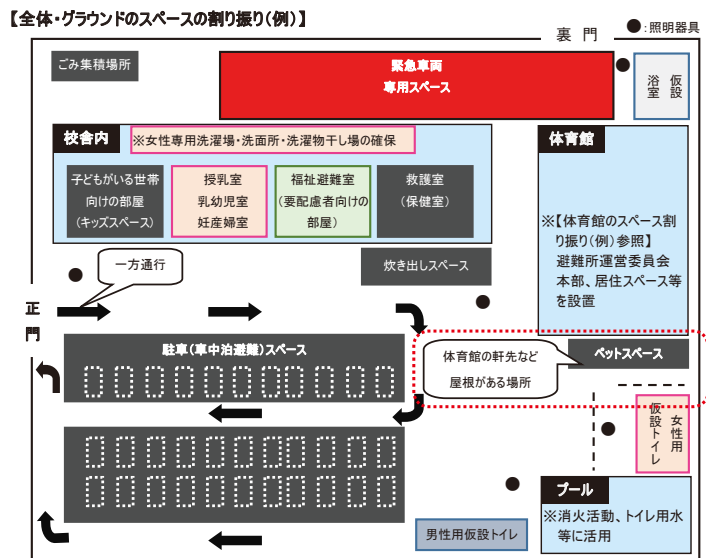 【全体・グラウンドのスペースの割り振り(例)】
●:照明器具
裏門
ごみ集積場所
緊急車両
専用スペース
仮設
浴室
校舎内
※女性専用洗濯場・洗面所・洗濯物干し場の確保
子どもがいる世帯
向けの部屋
(キッズスペース)
授乳室
乳幼児室
妊産婦室
福祉避難室
(要配慮者向けの
部屋)
救護室
(保健室)
体育館
※【体育館のスペース割
り振り(例)参照】
避難所運営委員会
本部、居住スペース等
を設置
一方通行
炊き出しスペース
正門
駐車(車中泊避難)スペース
体育館の軒先など
屋根がある場所
ペットスペース
女性用
仮設トイレ
プール
※消火活動、トイレ用水
等に活用
男性用仮設トイレ